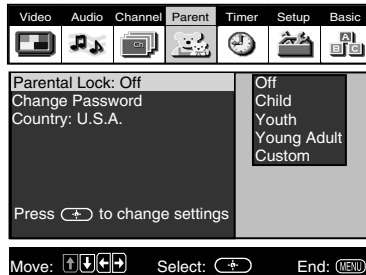 Video Audio Channel Parent Timer Setup Basic
Ch
A
B C
Parental Lock: Off
Change Password
Country: U.S.A.
Off
Child
Youth
Young Adult
Custom
Press to change settings
Move: Select: End: MENU